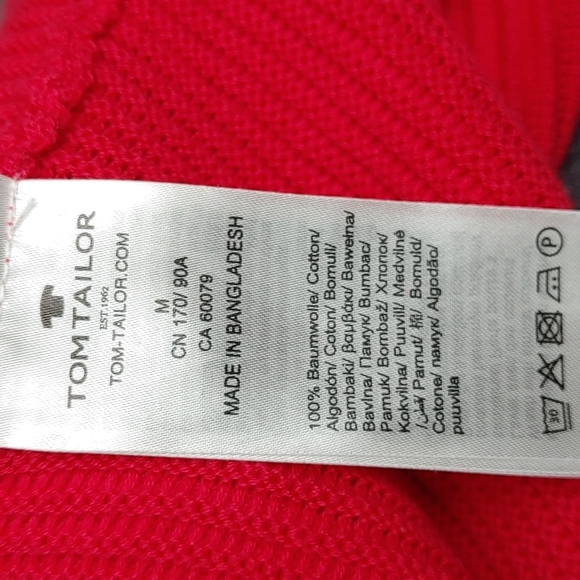 TOM TAILOR
EST.1962
TOM-TAILOR.COM
M
CN 170/ 90A
CA 60079
MADE IN BANGLADESH
100% Baumwolle/ Cotton/
Algodón/ Coton/ Bomull/
Bambaki/ βαμβάκι/ Bawełna/
Bavlna/ Памук/ Bumbac/
Pamuk/ Bombaž/ Хлопок/
Kokvilna/ Puuvill/ Medvilnė
/قطن/ Pamut/ 棉/ Bomuld/
Cotone/ памук/ Algodão/
puuvilla
30
P